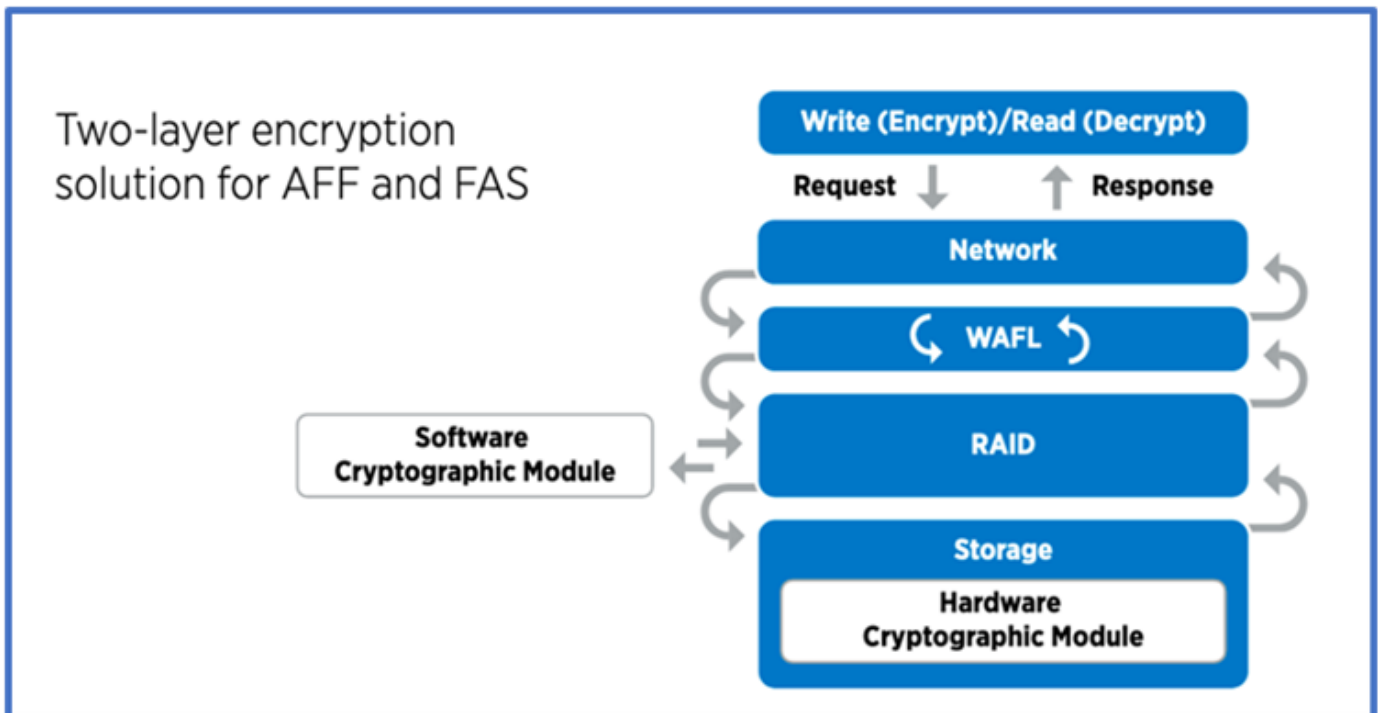 Two-layer encryption
solution for AFF and FAS
Write (Encrypt)/Read (Decrypt)
Request
Response
Network
WAFL
RAID
Software
Cryptographic Module
Storage
Hardware
Cryptographic Module